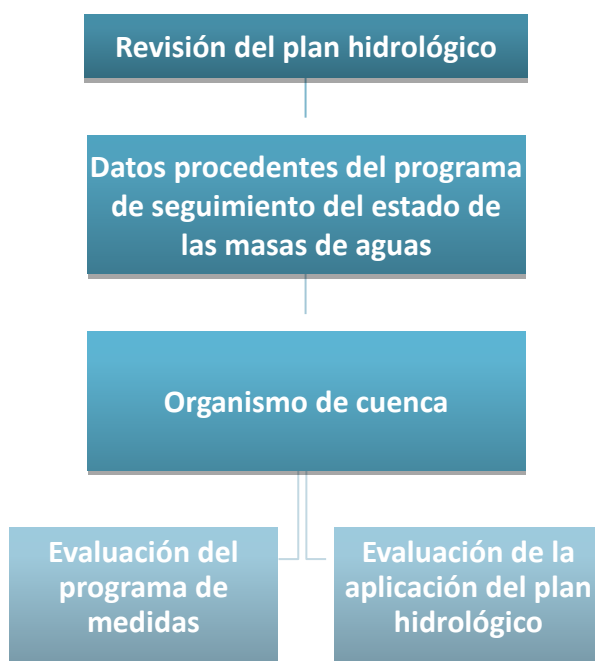 Revisión del plan hidrológico
Datos procedentes del programa
de seguimiento del estado de
las masas de aguas
Organismo de cuenca
Evaluación del
programa de
medidas
Evaluación de la
aplicación del plan
hidrológico